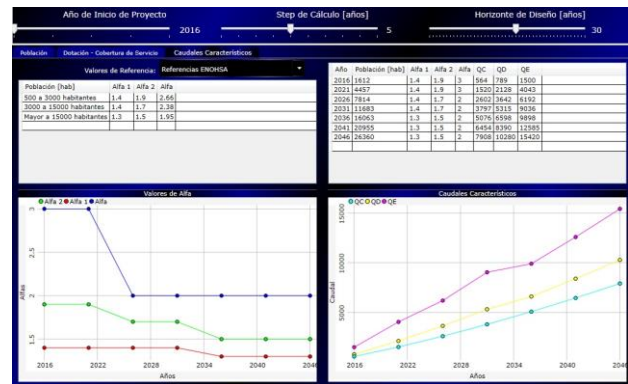 Año de Inicio de Proyecto Step de Cálculo [años] Horizonte de Diseño [años]
2016 5 30
Población Dotación - Cobertura de Servicio Caudales Característicos
Valores de Referencia: Referencias ENOHSA
Población [hab] Alfa 1 Alfa 2 Alfa
500 a 3000 habitantes 1.4 1.9 2.66
3000 a 15000 habitantes 1.4 1.7 2.38
Mayor a 15000 habitantes 1.3 1.5 1.95
Año Población [hab] Alfa 1 Alfa 2 Alfa QC QD QE
2016 1612 1.4 1.9 3 564 789 1500
2021 4457 1.4 1.9 3 1520 2128 4043
2026 7814 1.4 1.7 2 2602 3642 6192
2031 11683 1.4 1.7 2 3797 5315 9036
2036 16063 1.3 1.5 2 5076 6598 9898
2041 20955 1.3 1.5 2 6454 8390 12585
2046 26360 1.3 1.5 2 7908 10280 15420
Valores de Alfa
Alfa 2 Alfa 1 Alfa
3
2.5
2
1.5
Alfas
2016 2022 2028 2034 2040 2046
Años
Caudales Característicos
QC QD QE
15000
10000
5000
Caudal
2016 2022 2028 2034 2040 2046
Años